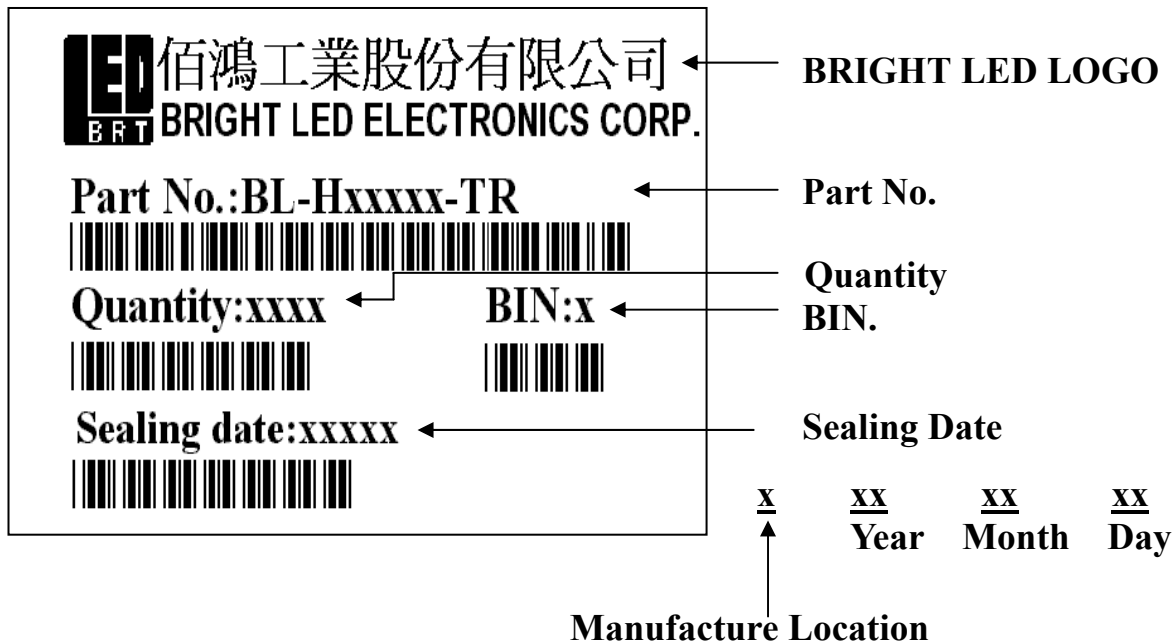 LED 佰鴻工業股份有限公司
BRT BRIGHT LED ELECTRONICS CORP.
BRIGHT LED LOGO
Part No.:BL-Hxxxxx-TR
Part No.
Quantity:xxxx
Quantity
BIN:x
BIN.
Sealing date:xxxxx
Sealing Date
x xx xx xx
Year Month Day
Manufacture Location